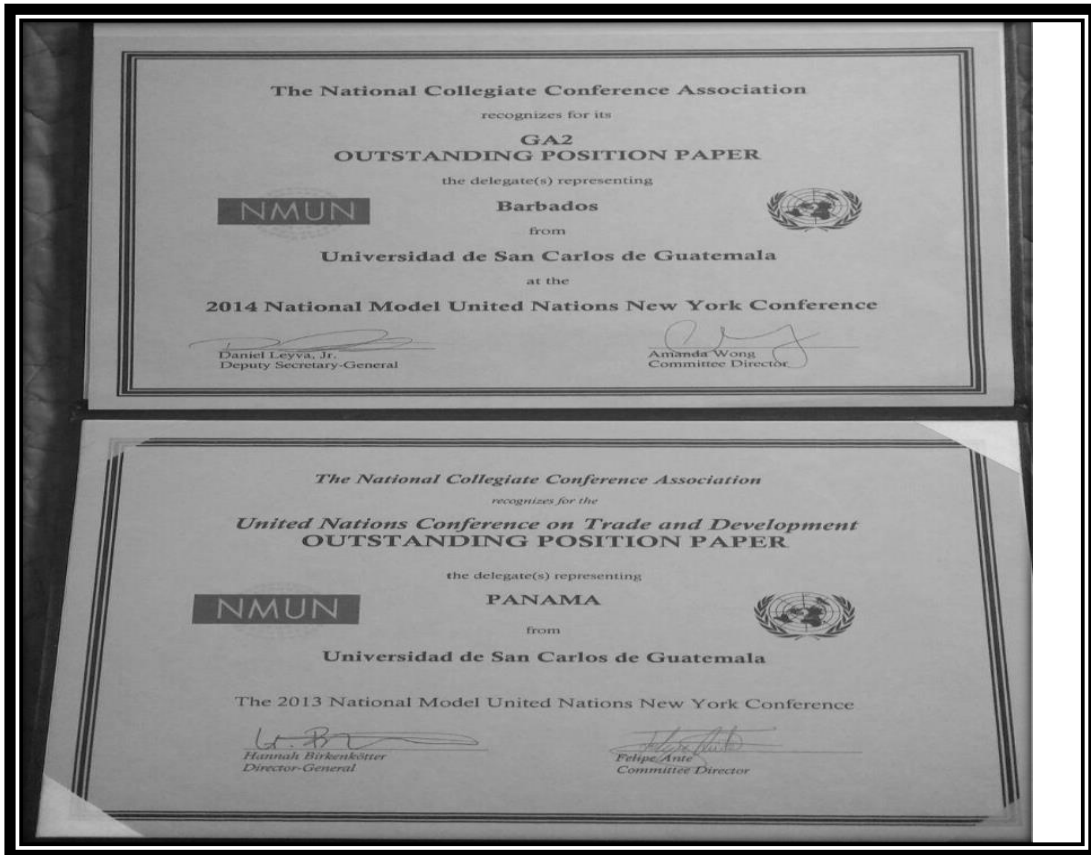 The National Collegiate Conference Association
recognizes for its
GA2
OUTSTANDING POSITION PAPER
the delegate(s) representing
NMUN
Barbados
from
Universidad de San Carlos de Guatemala
at the
2014 National Model United Nations New York Conference
Daniel Leyva, Jr.
Deputy Secretary-General
Amanda Wong
Committee Director
The National Collegiate Conference Association
recognizes for the
United Nations Conference on Trade and Development
OUTSTANDING POSITION PAPER
the delegate(s) representing
NMUN
PANAMA
from
Universidad de San Carlos de Guatemala
The 2013 National Model United Nations New York Conference
Hannah Birkenkötter
Director-General
Felipe Ante
Committee Director